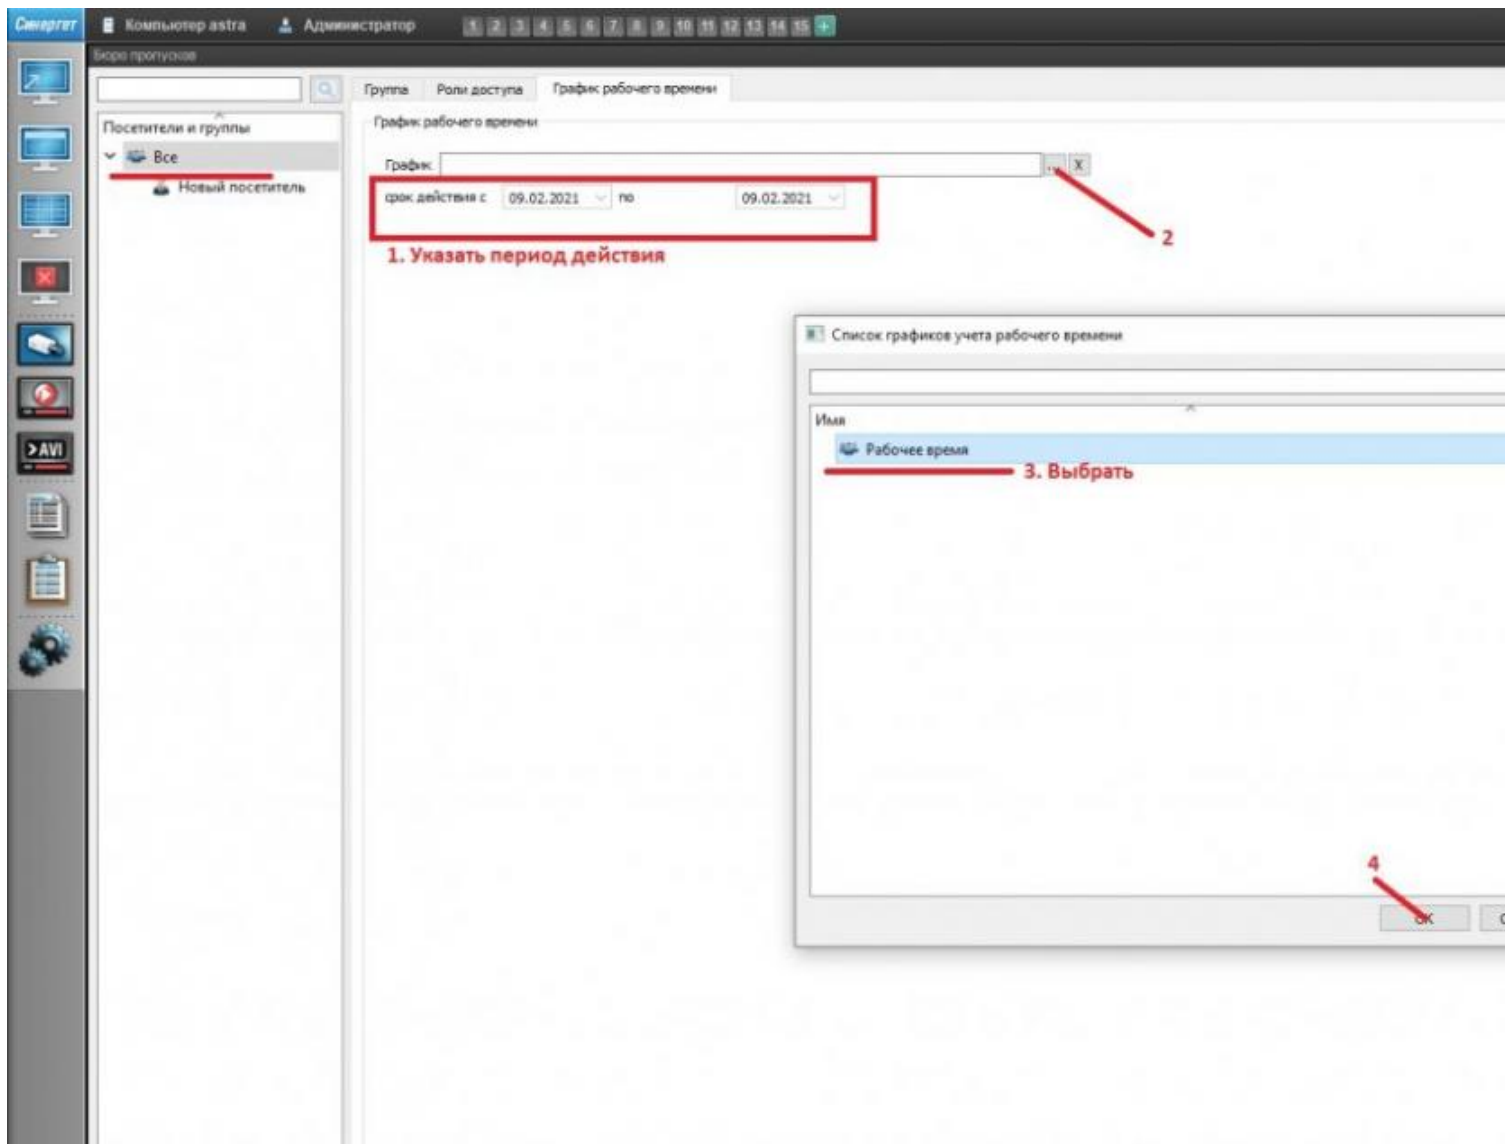 Синергет Компьютер astra Администратор 1 2 3 4 5 6 7 8 9 10 11 12 13 14 15 +
Бюро пропусков
Группа Роли доступа График рабочего времени
Посетители и группы
График рабочего времени
Все
График
X
Новый посетитель
срок действия с 09.02.2021 по 09.02.2021
1. Указать период действия
2
Список графиков учета рабочего времени
Имя
>AVI
Рабочее время
3. Выбрать
4
OK